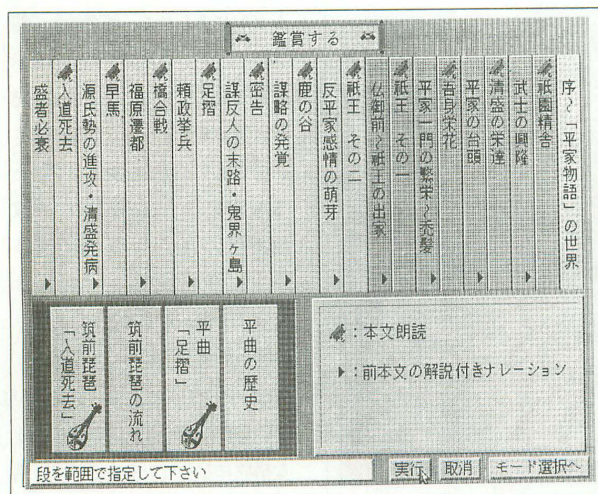 鑑賞する
序～「平家物語」の世界
祇園精舎
武士の興隆
清盛の栄達
平家の台頭
吾身栄花
平家一門の繁栄～禿髪
祇王　その一
仏御前～祇王の出家
祇王　その二
反平家感情の萌芽
鹿の谷
謀略の発覚
密告
謀反人の末路・鬼界ヶ島
足摺
頼政挙兵
橋合戦
福原遷都
早馬
源氏勢の進攻・清盛発病
入道死去
盛者必衰
平曲の歴史
平曲
「足摺」
筑前琵琶の流れ
筑前琵琶
「入道死去」
：本文朗読
：前本文の解説付きナレーション
段を範囲で指定して下さい
実行
取消
モード選択へ